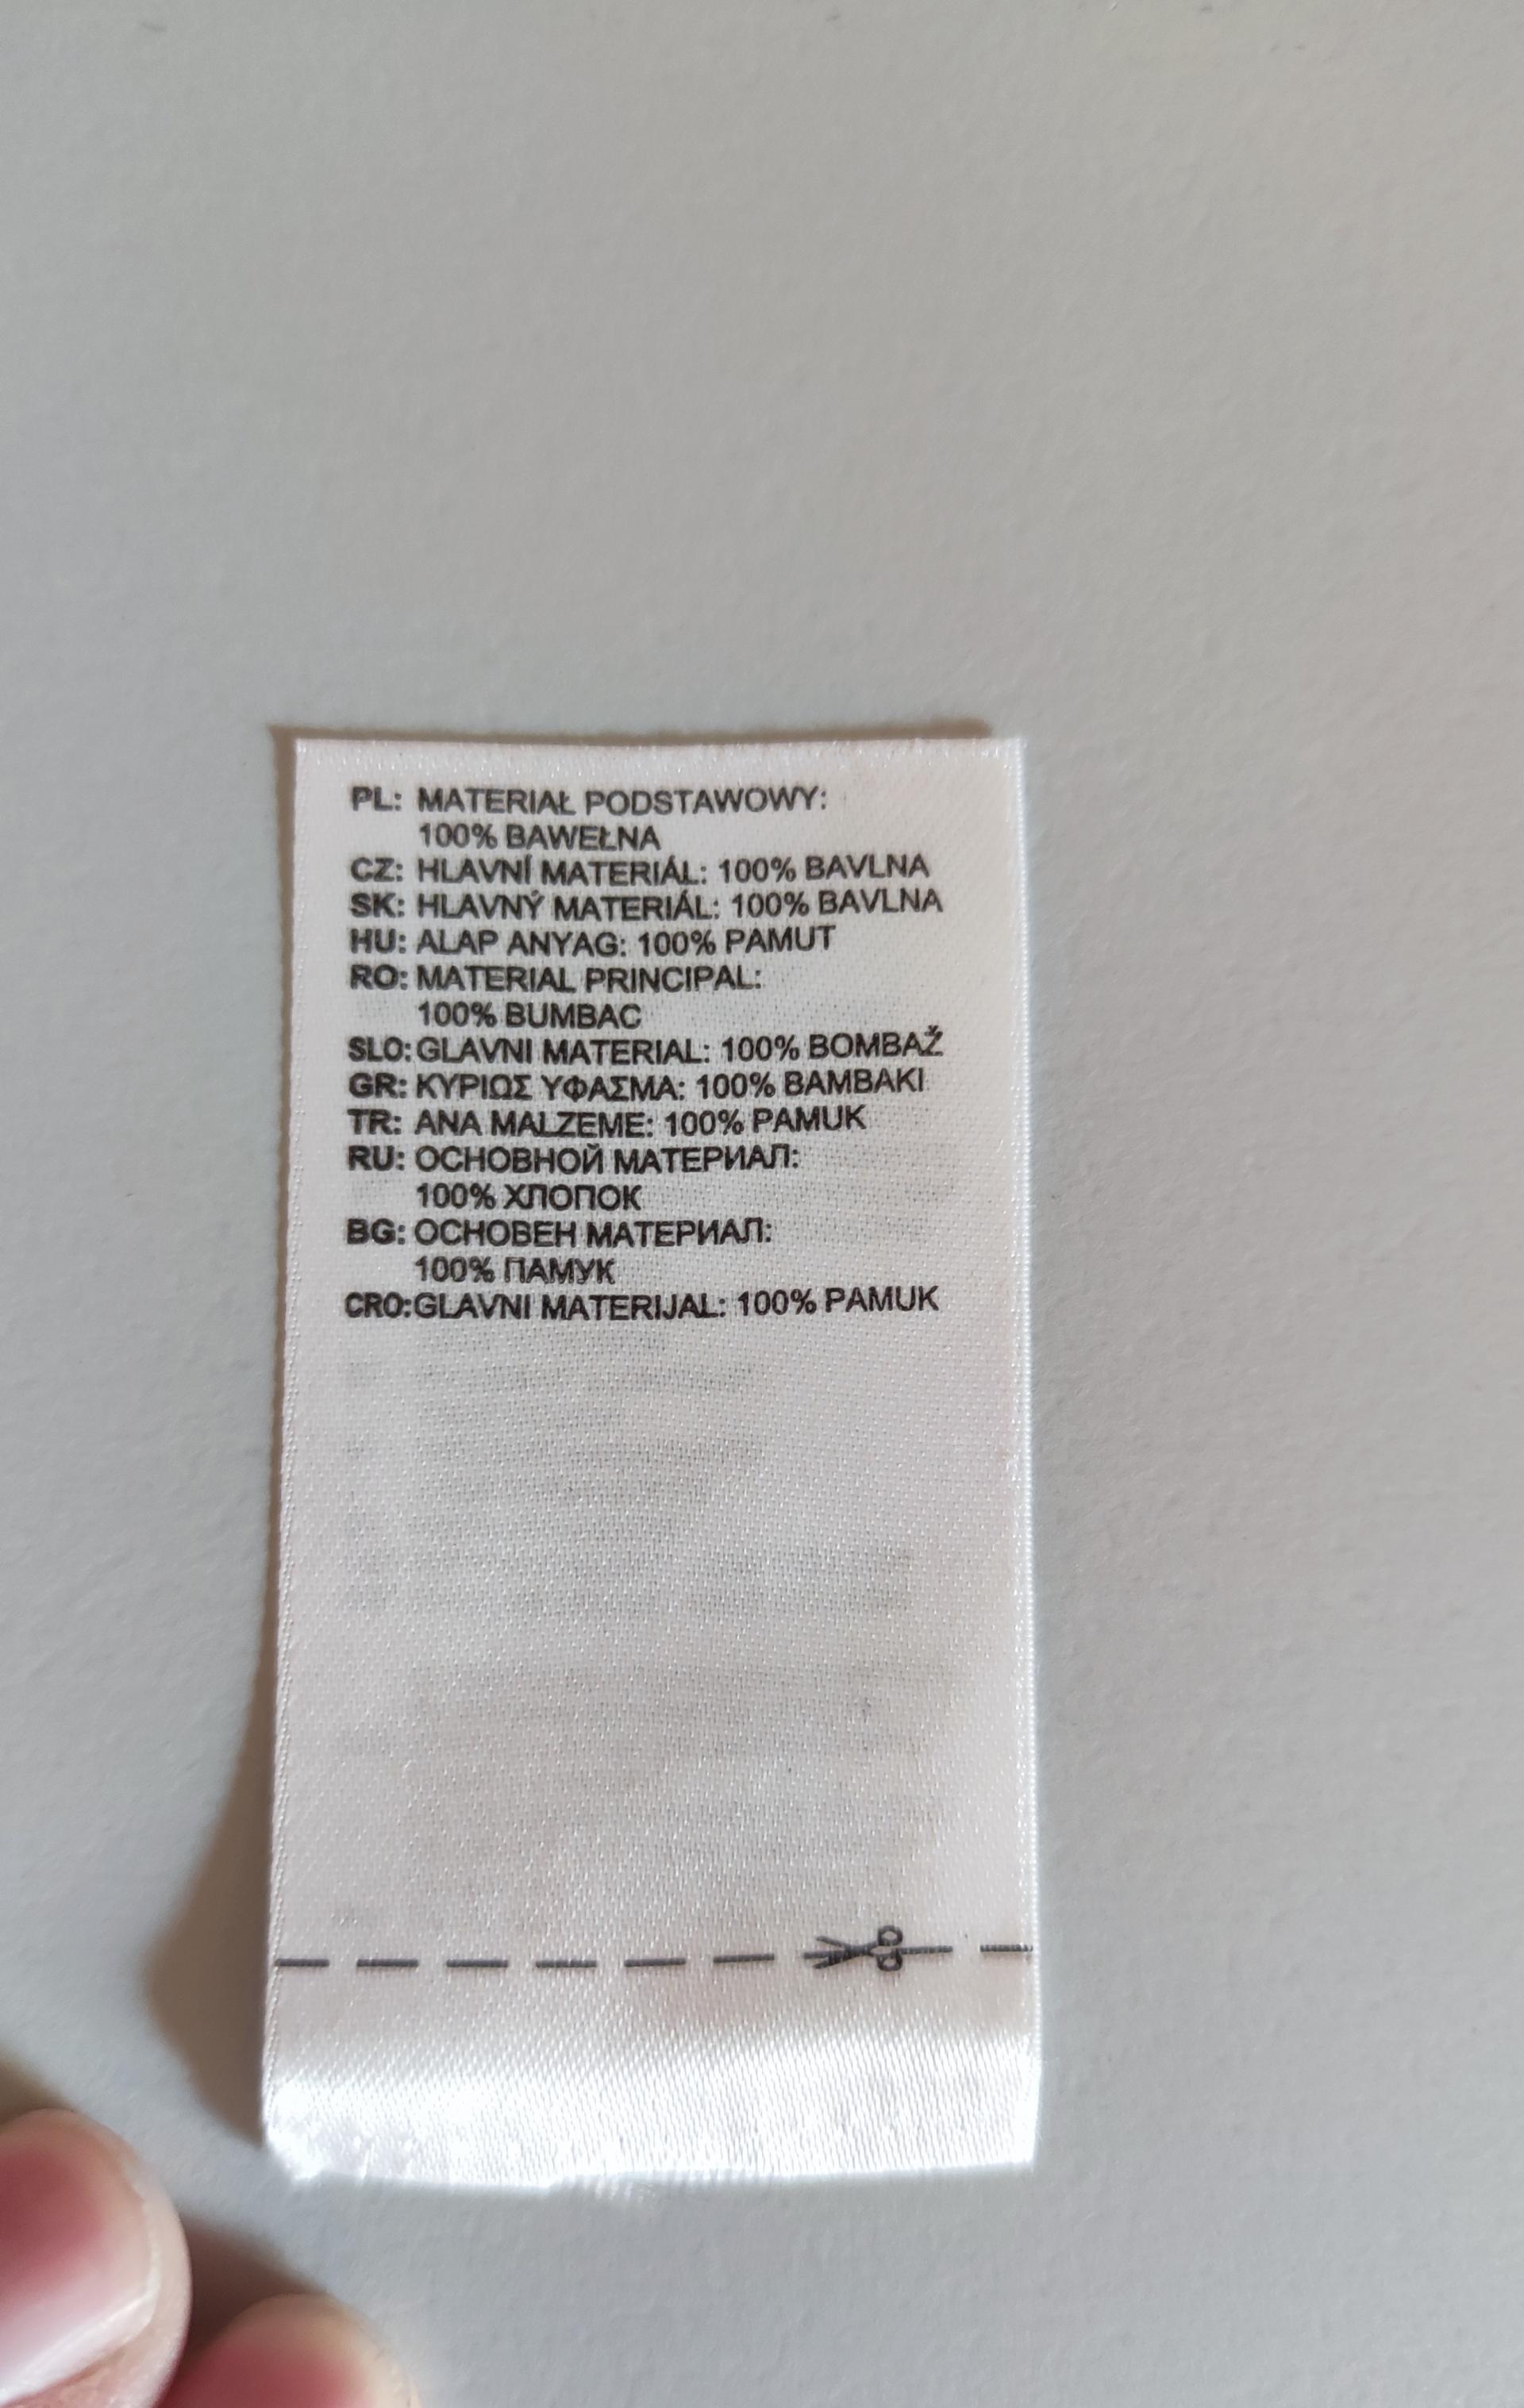 PL: MATERIAŁ PODSTAWOWY:
100% BAWEŁNA
CZ: HLAVNÍ MATERIÁL: 100% BAVLNA
SK: HLAVNÝ MATERIÁL: 100% BAVLNA
HU: ALAP ANYAG: 100% PAMUT
RO: MATERIAL PRINCIPAL:
100% BUMBAC
SLO: GLAVNI MATERIAL: 100% BOMBAŽ
GR: ΚΥΡΙΩΣ ΥΦΑΣΜΑ: 100% BAMBAKI
TR: ANA MALZEME: 100% PAMUK
RU: ОСНОВНОЙ МАТЕРИАЛ:
100% ХЛОПОК
BG: ОСНОВЕН МАТЕРИАЛ:
100% ПАМУК
CRO: GLAVNI MATERIJAL: 100% PAMUK